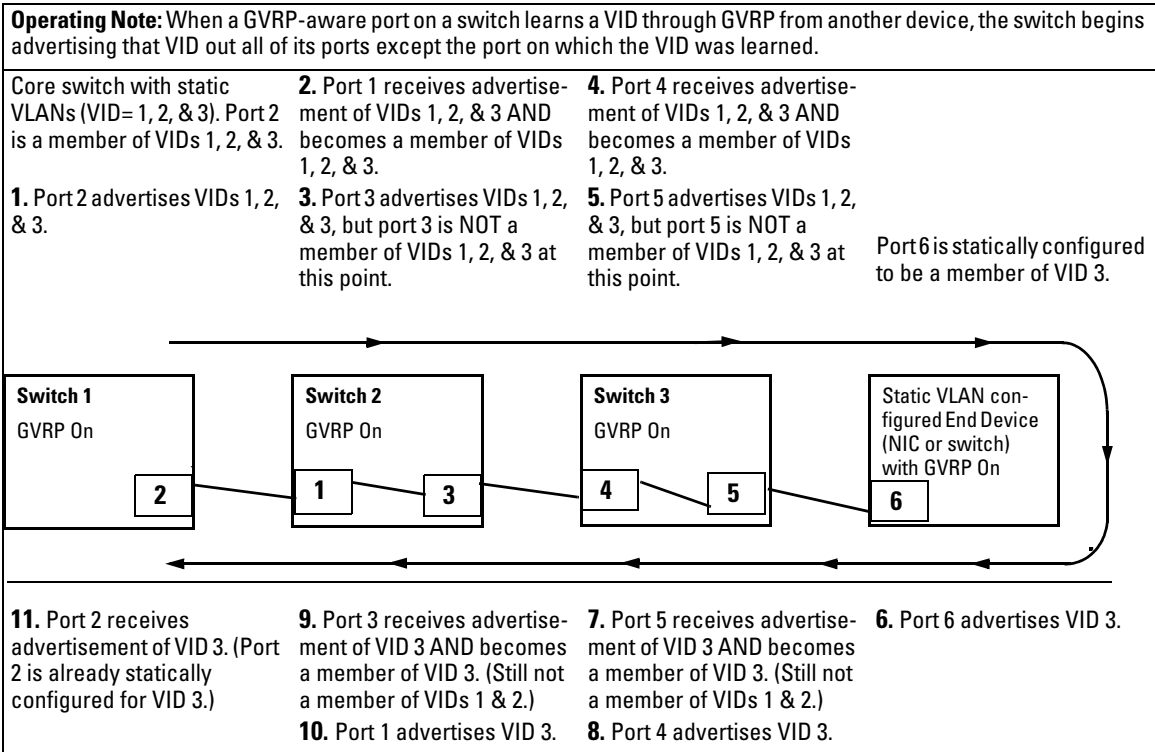 Operating Note: When a GVRP-aware port on a switch learns a VID through GVRP from another device, the switch begins
advertising that VID out all of its ports except the port on which the VID was learned.
Core switch with static
VLANs (VID= 1, 2, & 3). Port 2
is a member of VIDs 1, 2, & 3.
1. Port 2 advertises VIDs 1, 2,
& 3.
2. Port 1 receives advertise-
ment of VIDs 1, 2, & 3 AND
becomes a member of VIDs
1, 2, & 3.
3. Port 3 advertises VIDs 1, 2,
& 3, but port 3 is NOT a
member of VIDs 1, 2, & 3 at
this point.
4. Port 4 receives advertise-
ment of VIDs 1, 2, & 3 AND
becomes a member of VIDs
1, 2, & 3.
5. Port 5 advertises VIDs 1, 2,
& 3, but port 5 is NOT a
member of VIDs 1, 2, & 3 at
this point.
Port 6 is statically configured
to be a member of VID 3.
Switch 1
GVRP On
2
Switch 2
GVRP On
1
3
Switch 3
GVRP On
4
5
Static VLAN con-
figured End Device
(NIC or switch)
with GVRP On
6
11. Port 2 receives
advertisement of VID 3. (Port
2 is already statically
configured for VID 3.)
9. Port 3 receives advertise-
ment of VID 3 AND becomes
a member of VID 3. (Still not
a member of VIDs 1 & 2.)
10. Port 1 advertises VID 3.
7. Port 5 receives advertise-
ment of VID 3 AND becomes
a member of VID 3. (Still not
a member of VIDs 1 & 2.)
8. Port 4 advertises VID 3.
6. Port 6 advertises VID 3.